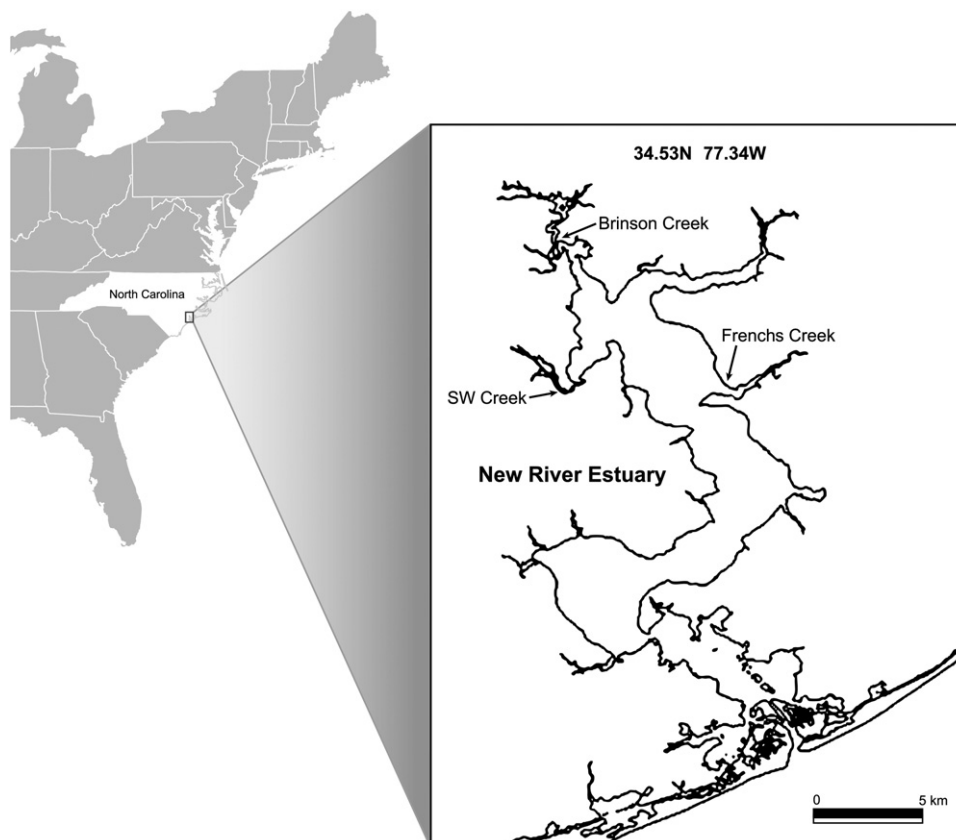 34.53N 77.34W
Brinson Creek
North Carolina
Frenchs Creek
SW Creek
New River Estuary
0 5 km